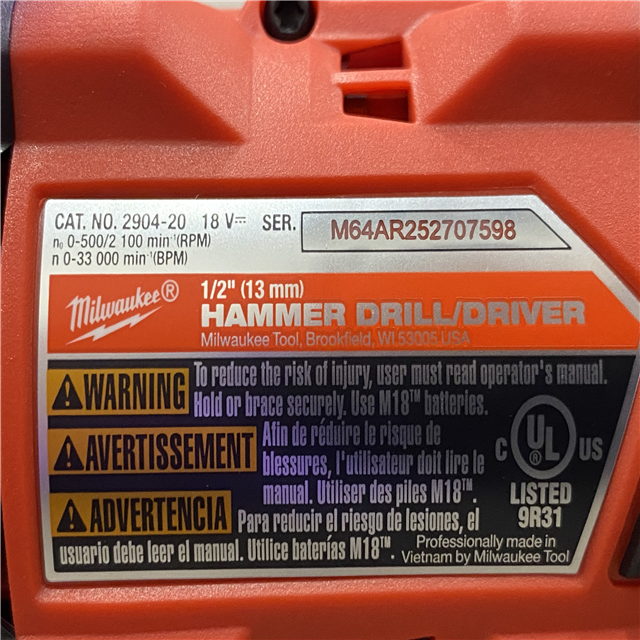 CAT. NO. 2904-20 18 V⎓ SER. M64AR252707598
n₀ 0-500/2 100 min⁻¹(RPM)
n 0-33 000 min⁻¹(BPM)
Milwaukee®
1/2" (13 mm)
HAMMER DRILL/DRIVER
Milwaukee Tool, Brookfield, WI 53005 USA
WARNING To reduce the risk of injury, user must read operator's manual.
Hold or brace securely. Use M18™ batteries.
AVERTISSEMENT Afin de réduire le risque de
blessures, l'utilisateur doit lire le
manual. Utiliser des piles M18™.
ADVERTENCIA Para reducir el riesgo de lesiones, el
usuario debe leer el manual. Utilice baterías M18™.
C UL® US
LISTED
9R31
Professionally made in
Vietnam by Milwaukee Tool